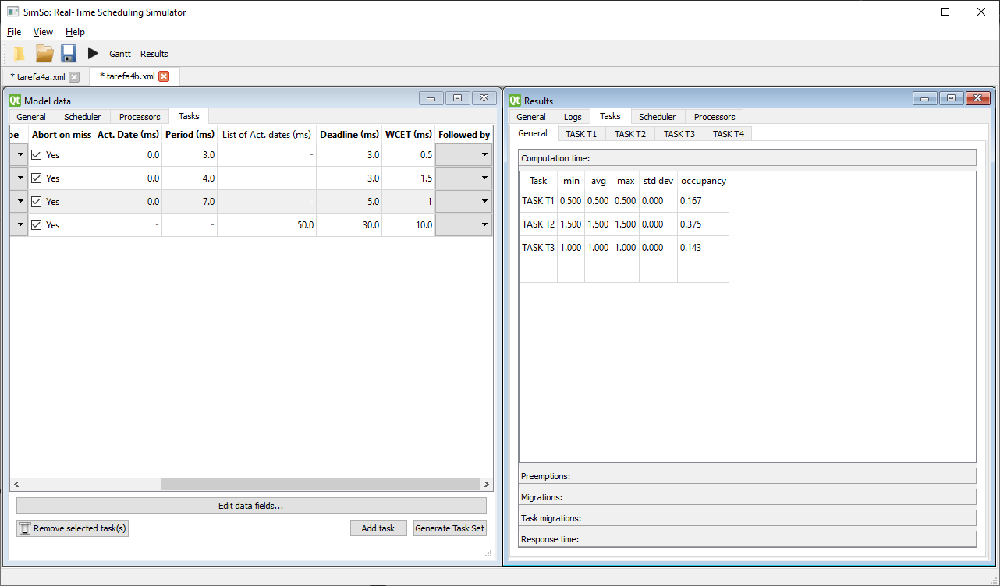 SimSo: Real-Time Scheduling Simulator
File View Help
Gantt Results
* tarefa4a.xml * tarefa4b.xml
Qt Model data
General Scheduler Processors Tasks
pe Abort on miss Act. Date (ms) Period (ms) List of Act. dates (ms) Deadline (ms) WCET (ms) Followed by
Yes 0.0 3.0 - 3.0 0.5
Yes 0.0 4.0 - 3.0 1.5
Yes 0.0 7.0 5.0 1
Yes - - 50.0 30.0 10.0
Edit data fields...
Remove selected task(s) Add task Generate Task Set
Qt Results
General Logs Tasks Scheduler Processors
General TASK T1 TASK T2 TASK T3 TASK T4
Computation time:
Task min avg max std dev occupancy
TASK T1 0.500 0.500 0.500 0.000 0.167
TASK T2 1.500 1.500 1.500 0.000 0.375
TASK T3 1.000 1.000 1.000 0.000 0.143
Preemptions:
Migrations:
Task migrations:
Response time: